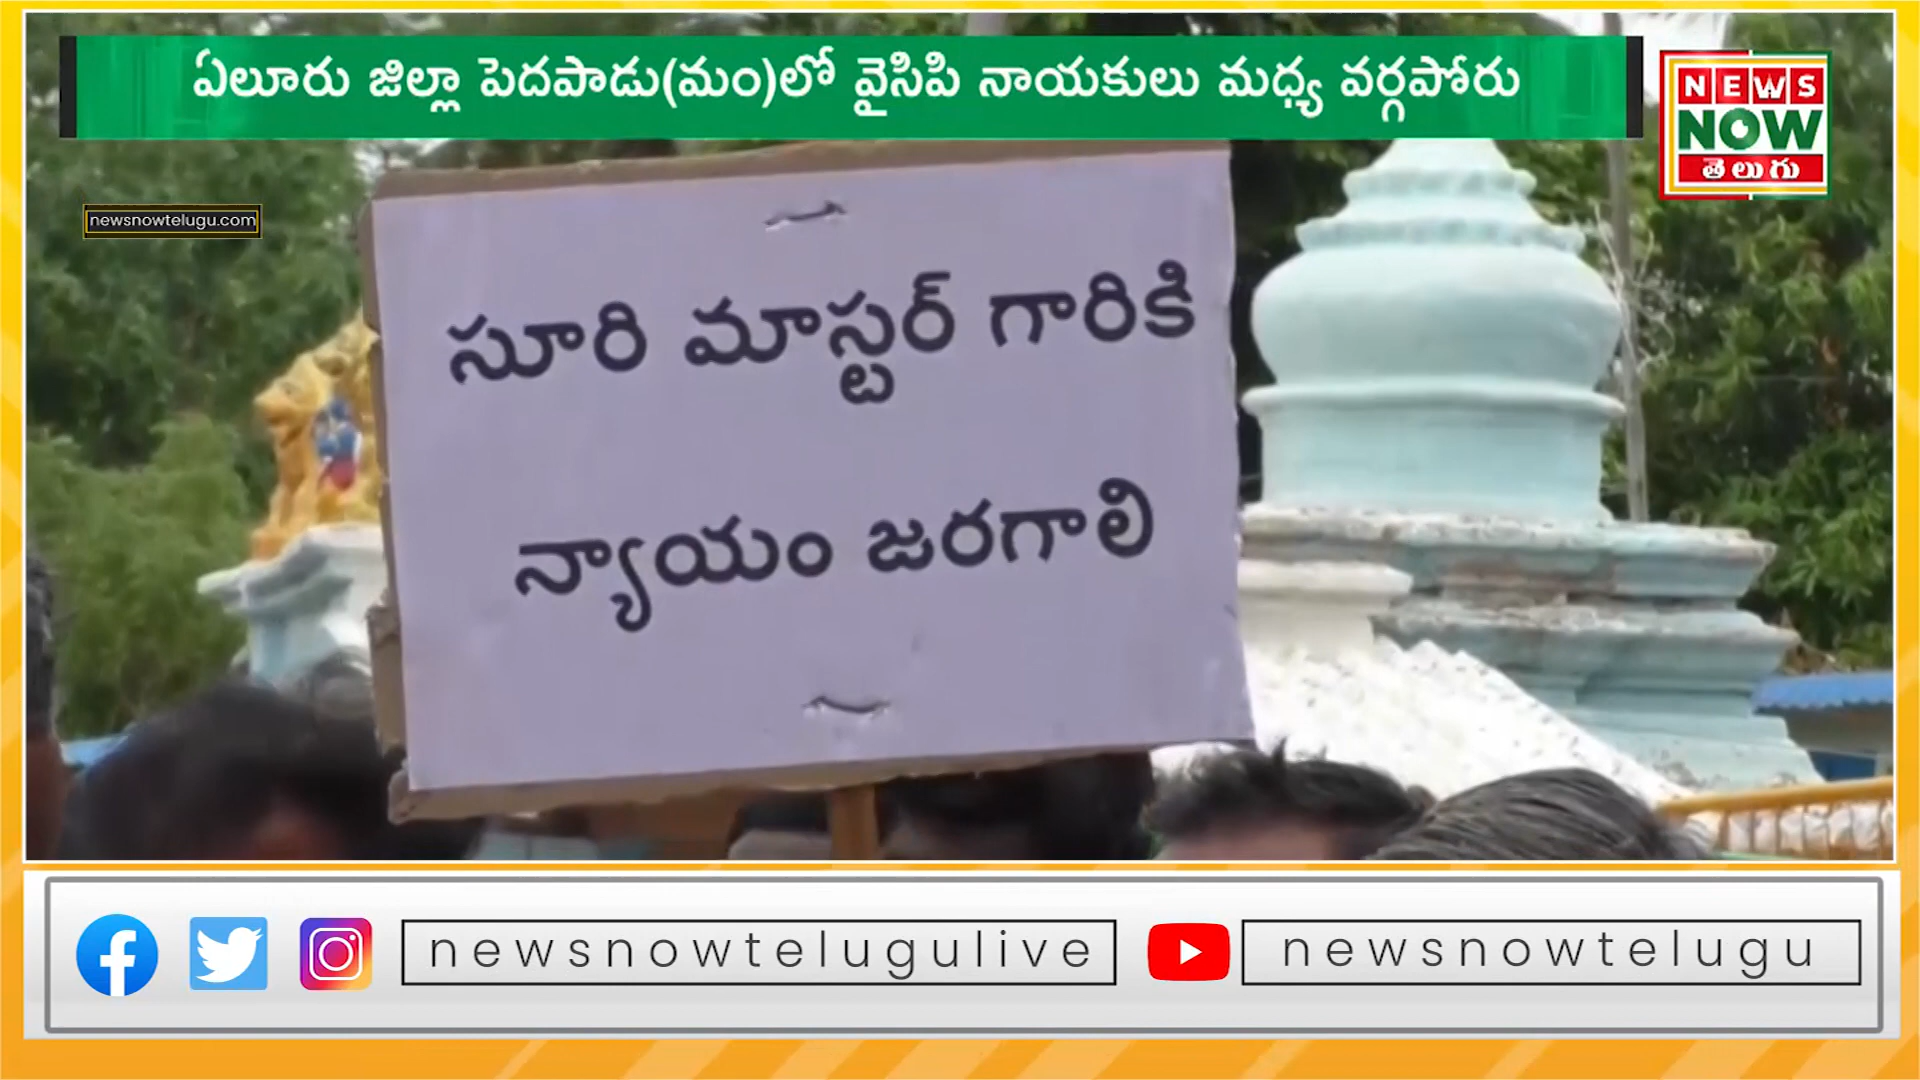 ఏలూరు జిల్లా పెదపాడు(మం)లో వైసిపి నాయకులు మధ్య వర్గపోరు
NEWS
NOW
తెలుగు
newsnowtelugu.com
సూరి మాస్టర్ గారికి
న్యాయం జరగాలి
newsnowtelugulive
newsnowtelugu